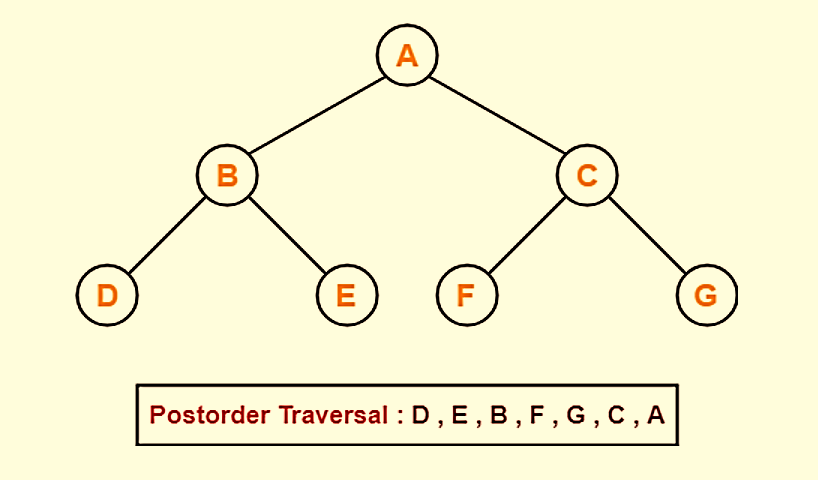 A
B C
D E F G
Postorder Traversal : D , E , B , F , G , C , A